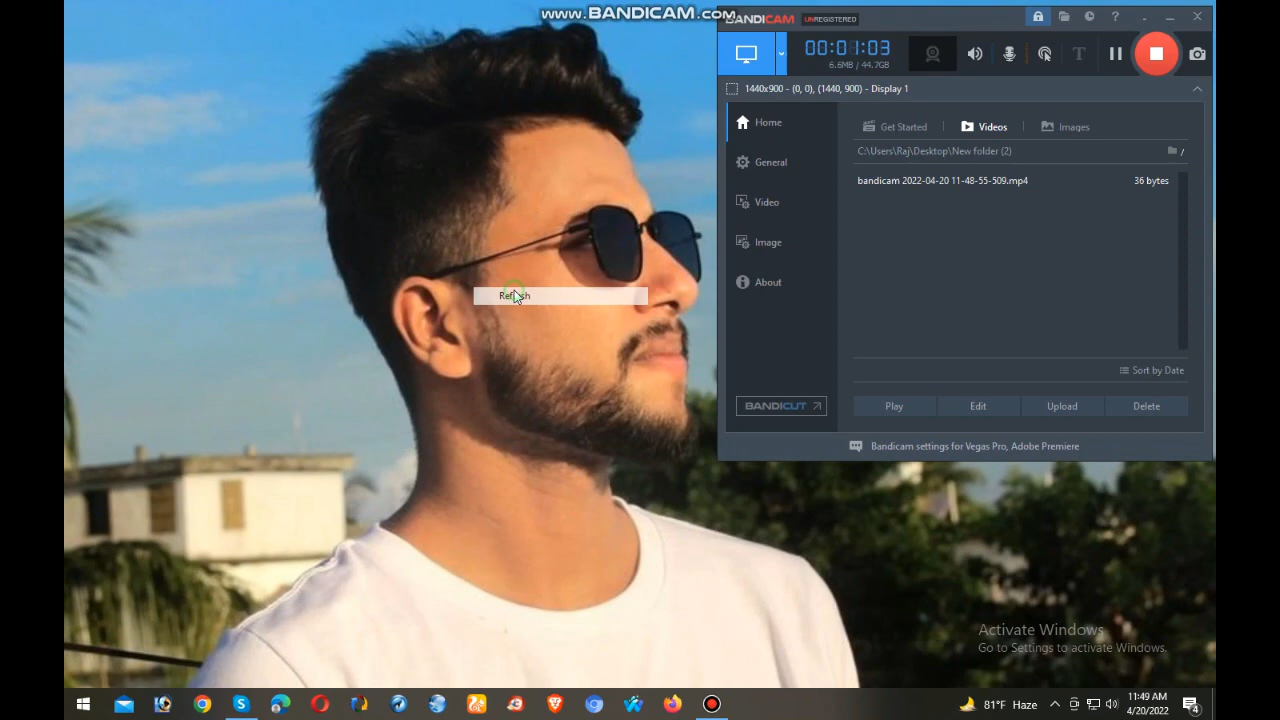 www.BANDICAM.com
BANDICAM UNREGISTERED
?
00:01:03
6.6MB / 44.7GB
T
1440x900 - (0, 0), (1440, 900) - Display 1
Home
General
Video
Image
About
BANDICUT
Get Started
Videos
Images
C:\Users\Raj\Desktop\New folder (2)
/
bandicam 2022-04-20 11-48-55-509.mp4 36 bytes
Sort by Date
Play Edit Upload Delete
Bandicam settings for Vegas Pro, Adobe Premiere
Refresh
Activate Windows
Go to Settings to activate Windows.
81°F Haze
11:49 AM
4/20/2022
4